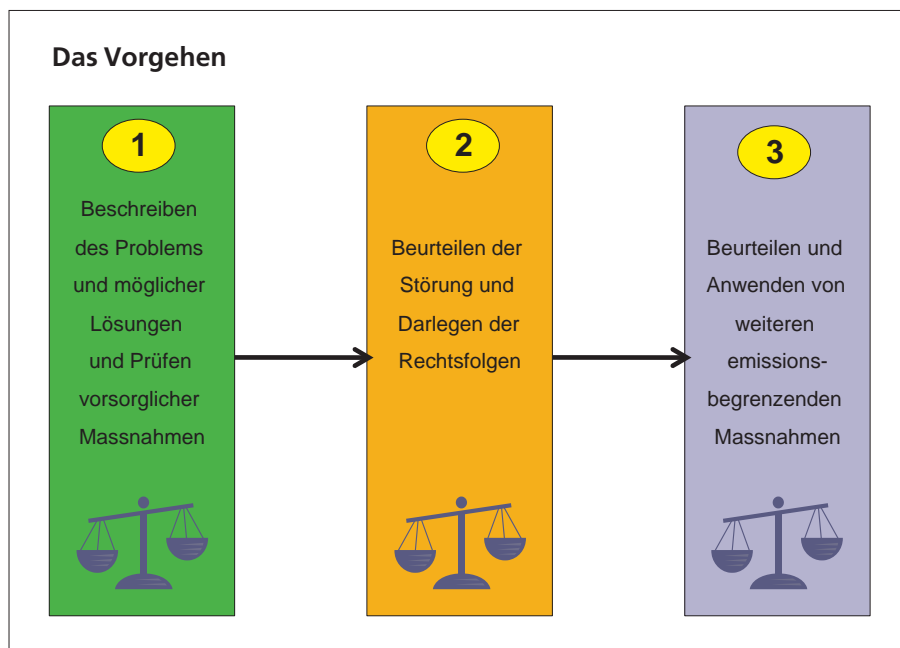 Das Vorgehen
1
Beschreiben
des Problems
und möglicher
Lösungen
und Prüfen
vorsorglicher
Massnahmen
2
Beurteilen der
Störung und
Darlegen der
Rechtsfolgen
3
Beurteilen und
Anwenden von
weiteren
emissions-
begrenzenden
Massnahmen